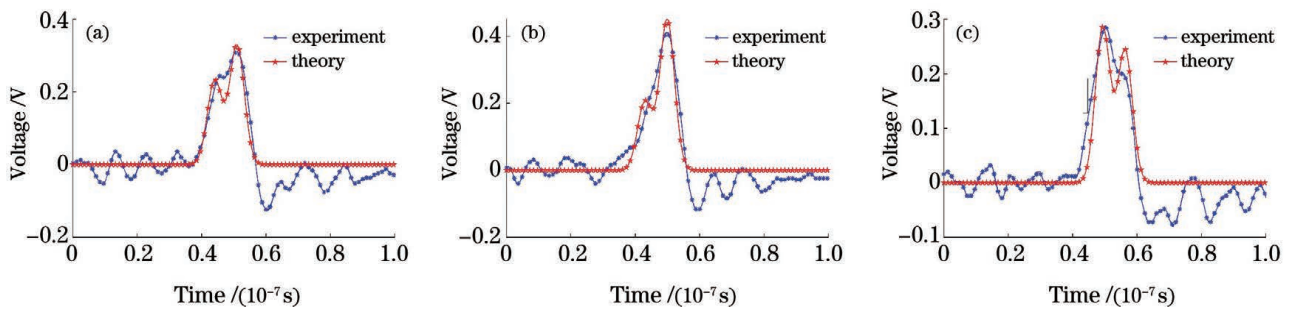 (a)
experiment
theory
Voltage /V
0.4
0.2
0
−0.2
0 0.2 0.4 0.6 0.8 1.0
Time /(10⁻⁷ s)
(b)
experiment
theory
Voltage /V
0.4
0.2
0
−0.2
0 0.2 0.4 0.6 0.8 1.0
Time /(10⁻⁷ s)
(c)
experiment
theory
Voltage /V
0.3
0.2
0.1
0
−0.1
0 0.2 0.4 0.6 0.8 1.0
Time /(10⁻⁷ s)